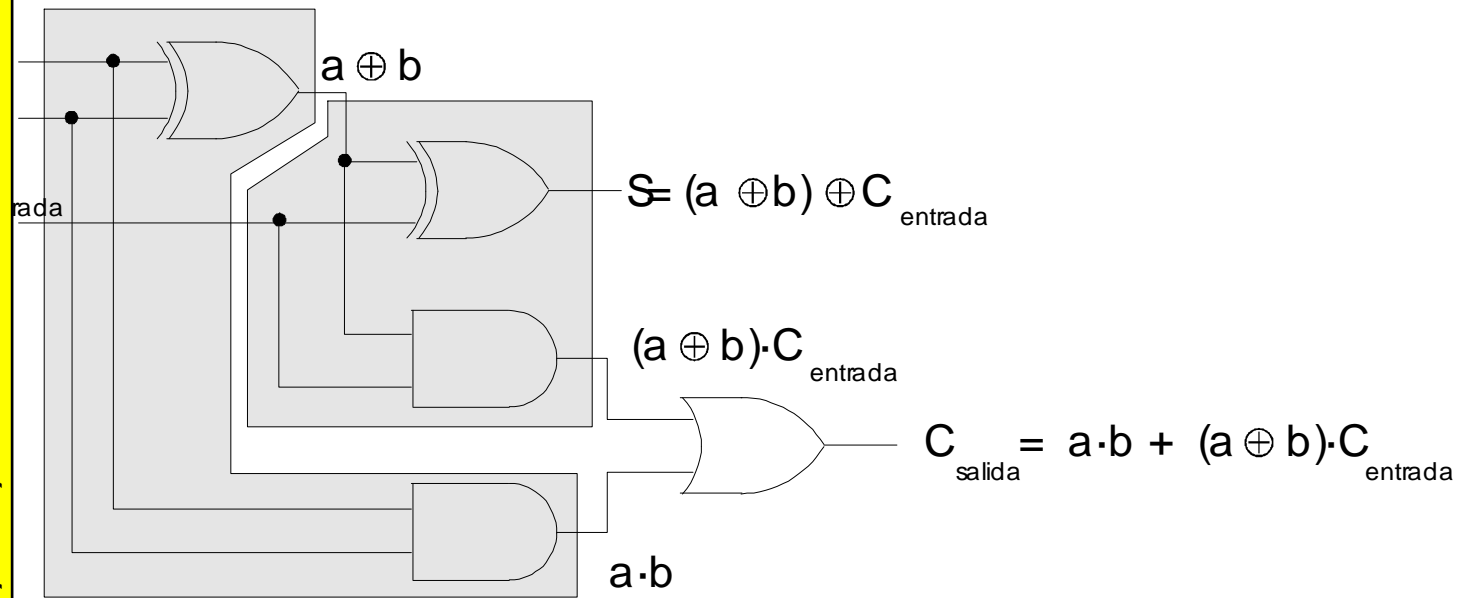 a ⊕ b
rada
S= (a ⊕b) ⊕C entrada
(a ⊕ b)·C entrada
C salida = a·b + (a ⊕ b)·C entrada
a·b